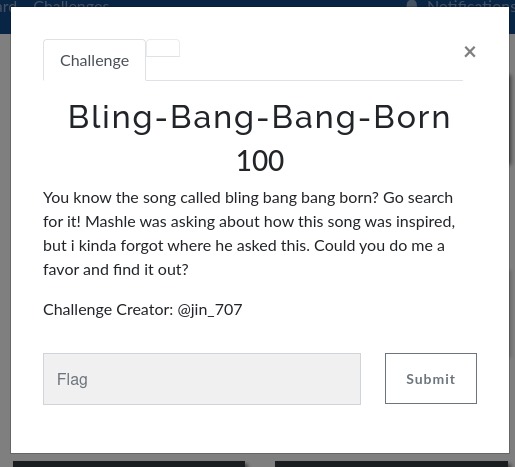 Challenges
Notifications
Challenge
×
Bling-Bang-Bang-Born
100
You know the song called bling bang bang born? Go search
for it! Mashle was asking about how this song was inspired,
but i kinda forgot where he asked this. Could you do me a
favor and find it out?
Challenge Creator: @jin_707
Flag
Submit